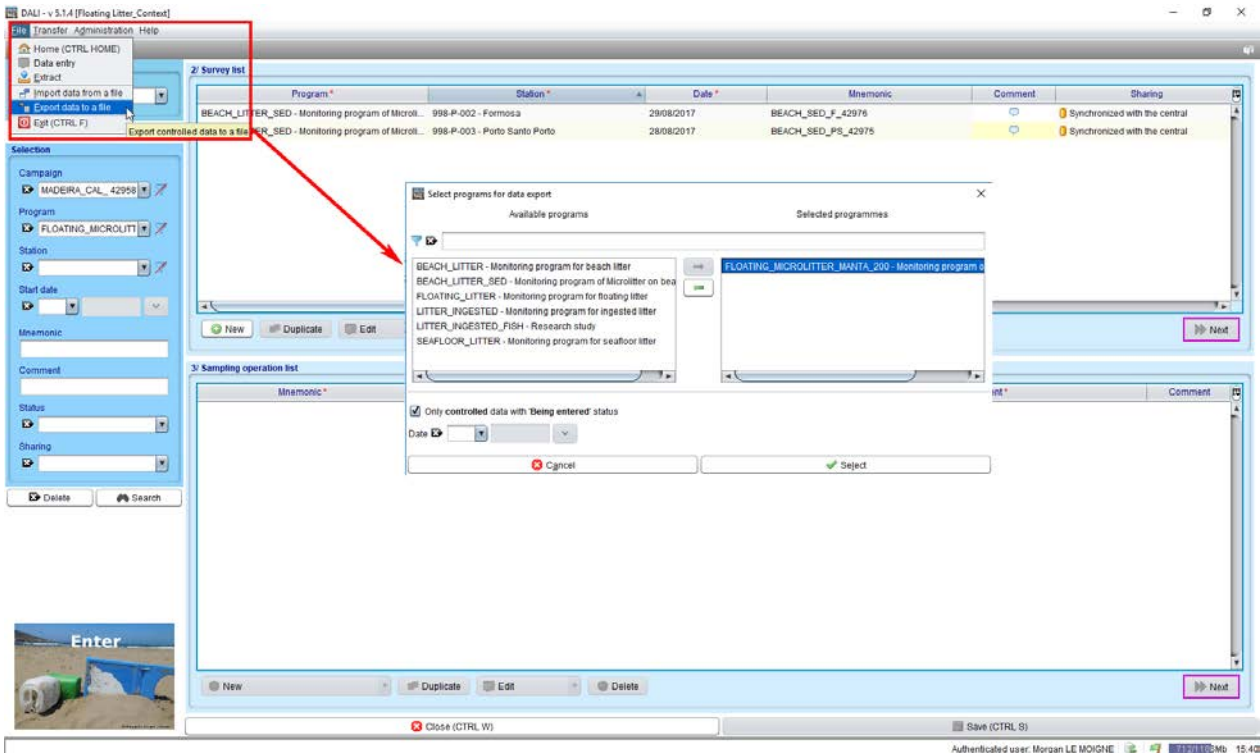 DALI - v 5.1.4 [Floating Litter_Context]
File Transfer Administration Help
Home (CTRL HOME)
Data entry
Extract
Import data from a file
Export data to a file
Exit (CTRL F)
Export controlled data to a file
2/ Survey list
Program * Station * Date * Mnemonic Comment Sharing
BEACH_LITTER_SED - Monitoring program of Microli... 998-P-002 - Formosa 29/08/2017 BEACH_SED_F_42976 Synchronized with the central
ER_SED - Monitoring program of Microli... 998-P-003 - Porto Santo Porto 28/08/2017 BEACH_SED_PS_42975 Synchronized with the central
Selection
Campaign
MADEIRA_CAL_ 42958
Program
FLOATING_MICROLITT
Station
Start date
Mnemonic
Comment
Status
Sharing
Delete Search
New Duplicate Edit Next
Select programs for data export
Available programs Selected programmes
BEACH_LITTER - Monitoring program for beach litter
BEACH_LITTER_SED - Monitoring program of Microlitter on bea
FLOATING_LITTER - Monitoring program for floating litter
LITTER_INGESTED - Monitoring program for ingested litter
LITTER_INGESTED_FISH - Research study
SEAFLOOR_LITTER - Monitoring program for seafloor litter
FLOATING_MICROLITTER_MANTA_200 - Monitoring program o
Only controlled data with 'Being entered' status
Date
Cancel Select
3/ Sampling operation list
Mnemonic * nt * Comment
Enter
New Duplicate Edit Delete Next
Close (CTRL W) Save (CTRL S)
Authenticated user: Morgan LE MOIGNE